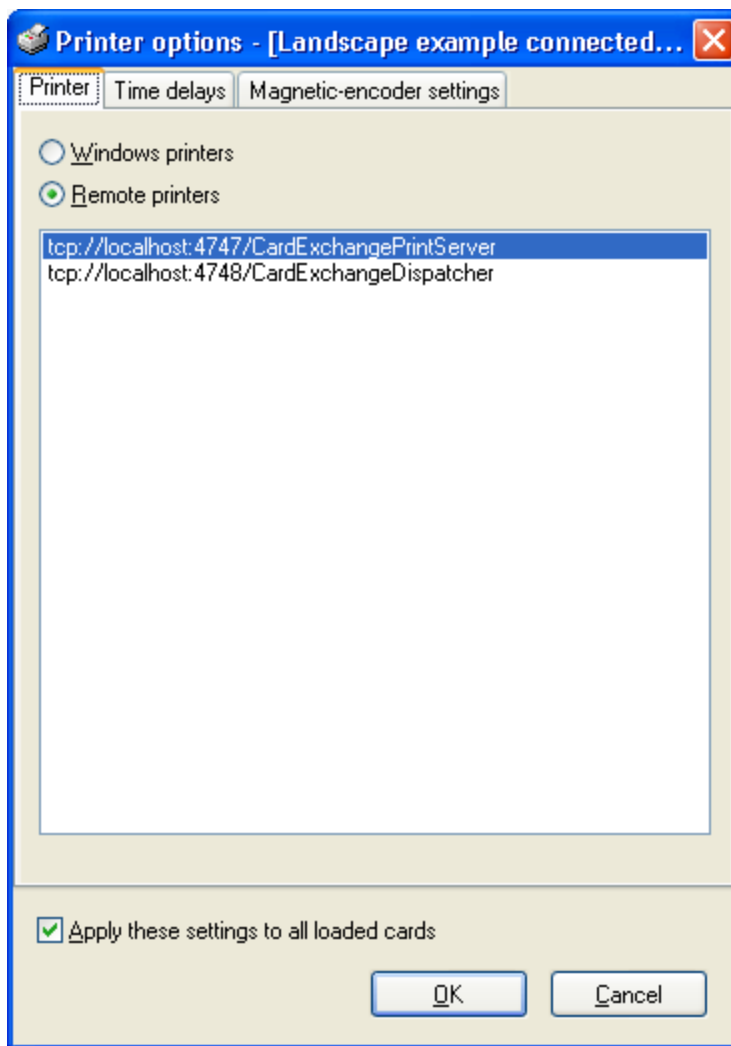 Printer options - [Landscape example connected...
Printer Time delays Magnetic-encoder settings
Windows printers
Remote printers
tcp://localhost:4747/CardExchangePrintServer
tcp://localhost:4748/CardExchangeDispatcher
Apply these settings to all loaded cards
OK Cancel